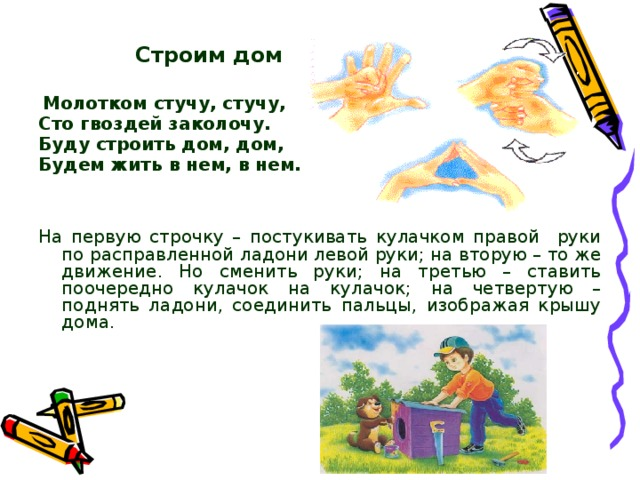 Строим дом
Молотком стучу, стучу,
Сто гвоздей заколочу.
Буду строить дом, дом,
Будем жить в нем, в нем.
На первую строчку – постукивать кулачком правой руки
по расправленной ладони левой руки; на вторую – то же
движение. Но сменить руки; на третью – ставить
поочередно кулачок на кулачок; на четвертую –
поднять ладони, соединить пальцы, изображая крышу
дома.